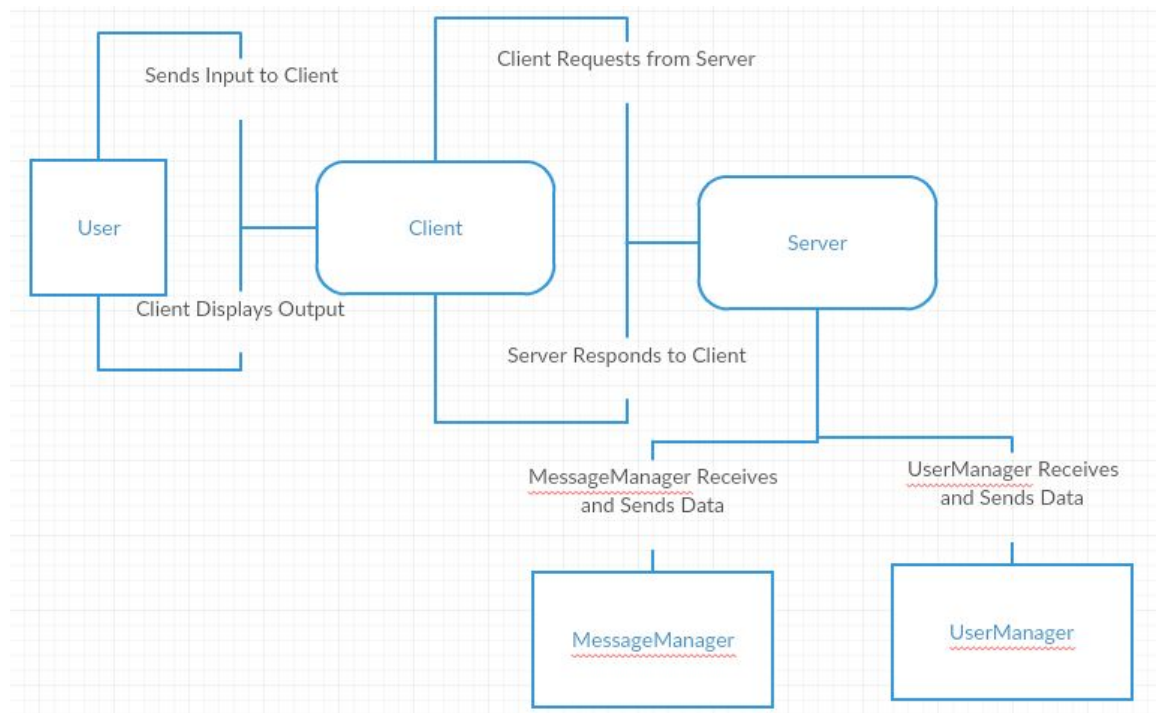 Client Requests from Server
Sends Input to Client
User
Client
Server
Client Displays Output
Server Responds to Client
MessageManager Receives
and Sends Data
UserManager Receives
and Sends Data
MessageManager
UserManager